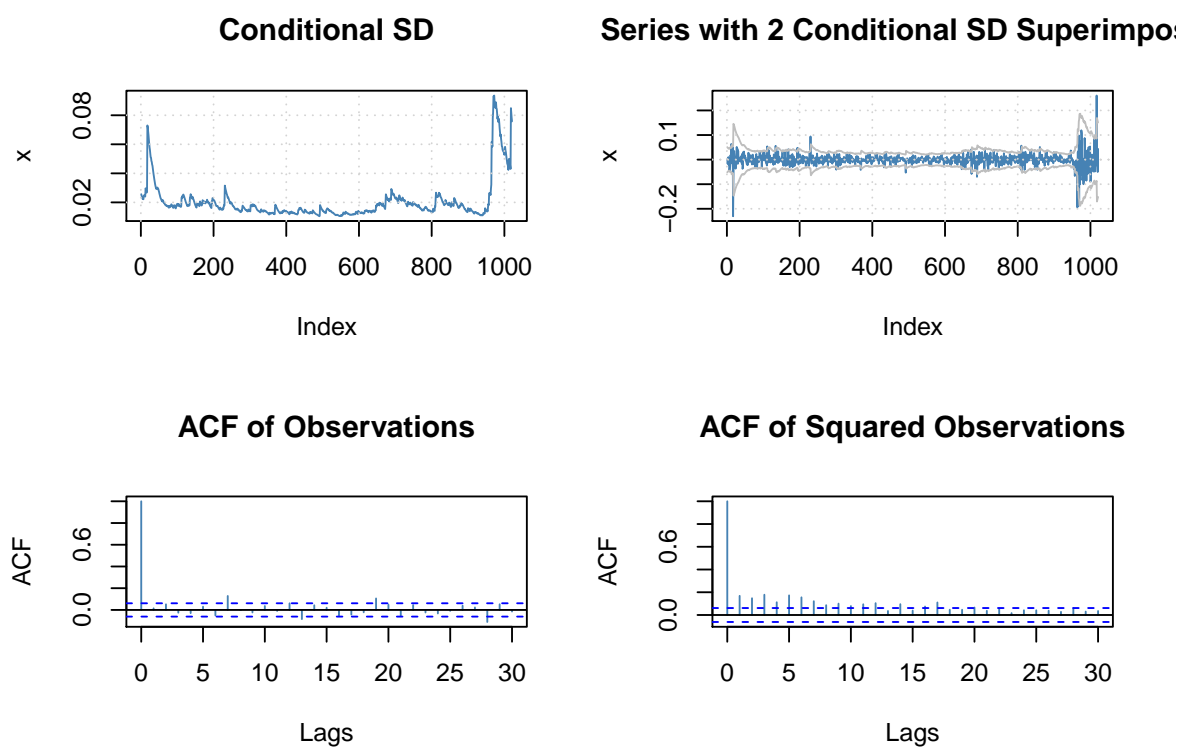 Conditional SD
x
0.08
0.02
0 200 400 600 800 1000
Index
Series with 2 Conditional SD Superimpos
x
0.1
−0.2
0 200 400 600 800 1000
Index
ACF of Observations
ACF
0.6
0.0
0 5 10 15 20 25 30
Lags
ACF of Squared Observations
ACF
0.6
0.0
0 5 10 15 20 25 30
Lags